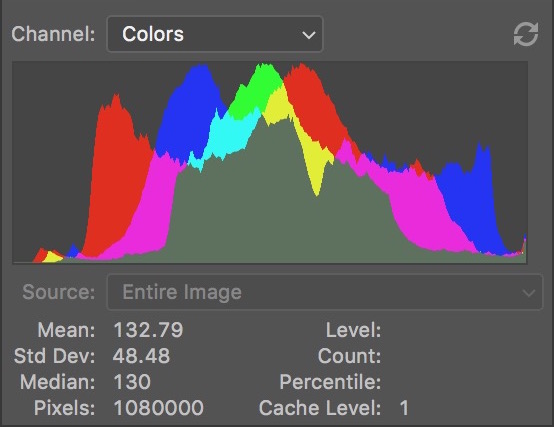 Channel: Colors
Source: Entire Image
Mean: 132.79 Level:
Std Dev: 48.48 Count:
Median: 130 Percentile:
Pixels: 1080000 Cache Level: 1